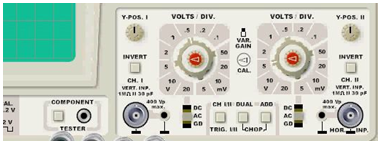 Y-POS. I
VOLTS / DIV.
VOLTS / DIV.
Y-POS. II
VAR.
GAIN
CAL.
INVERT
INVERT
.5
.2
.1
1
2
5
10
20
V
mV
50
20
10
5
.5
.2
.1
1
2
5
10
20
V
mV
50
20
10
5
CH. I
VERT. INP.
1MΩ II 30 pF
CH. II
VERT. INP.
1MΩ II 30 pF
400 Vp
max.
400 Vp
max.
COMPONENT
TESTER
AL.
.2 V
2 V
DC
AC
GD
CH I/II
DUAL
ADD
TRIG. I/II
CHOP.
DC
AC
GD
HOR. INP.